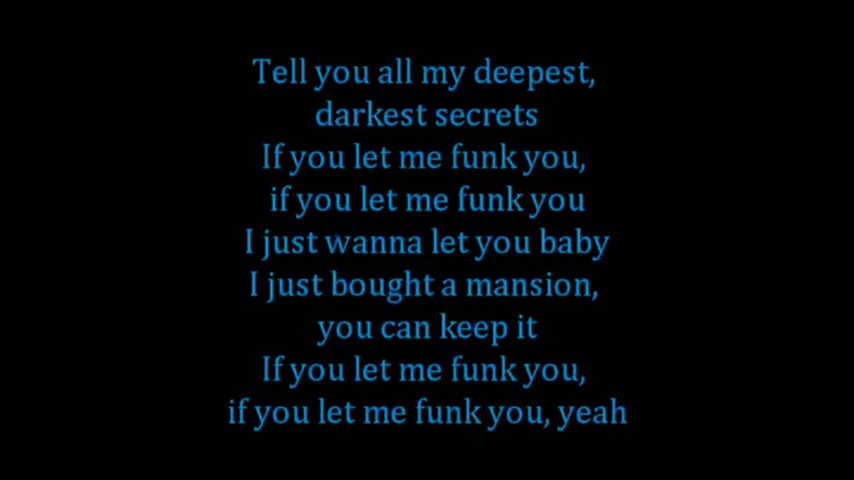 Tell you all my deepest,
darkest secrets
If you let me funk you,
if you let me funk you
I just wanna let you baby
I just bought a mansion,
you can keep it
If you let me funk you,
if you let me funk you, yeah